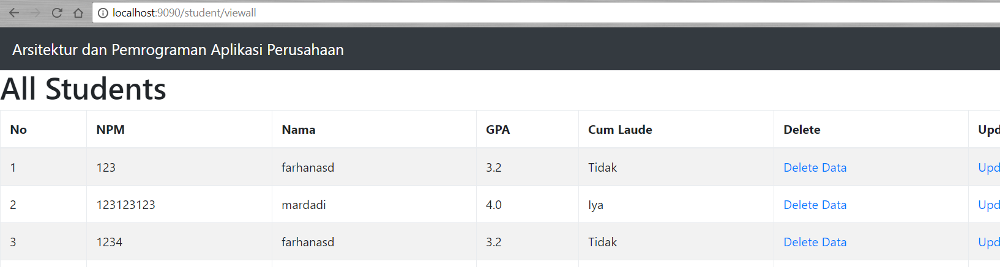 localhost:9090/student/viewall
Arsitektur dan Pemrograman Aplikasi Perusahaan
All Students
No NPM Nama GPA Cum Laude Delete Upd
1 123 farhanasd 3.2 Tidak Delete Data Upd
2 123123123 mardadi 4.0 Iya Delete Data Upd
3 1234 farhanasd 3.2 Tidak Delete Data Upd